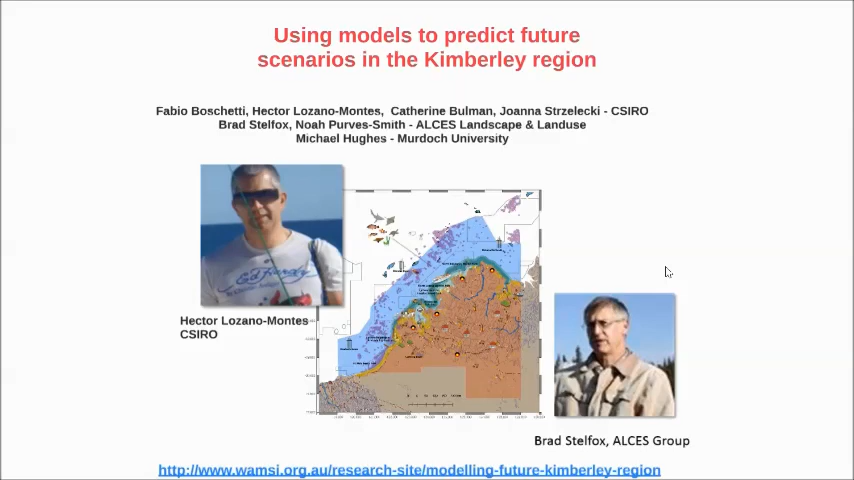 Using models to predict future
scenarios in the Kimberley region
Fabio Boschetti, Hector Lozano-Montes, Catherine Bulman, Joanna Strzelecki - CSIRO
Brad Stelfox, Noah Purves-Smith - ALCES Landscape & Landuse
Michael Hughes - Murdoch University
Ed Hardy
Hector Lozano-Montes
CSIRO
Brad Stelfox, ALCES Group
http://www.wamsi.org.au/research-site/modelling-future-kimberley-region